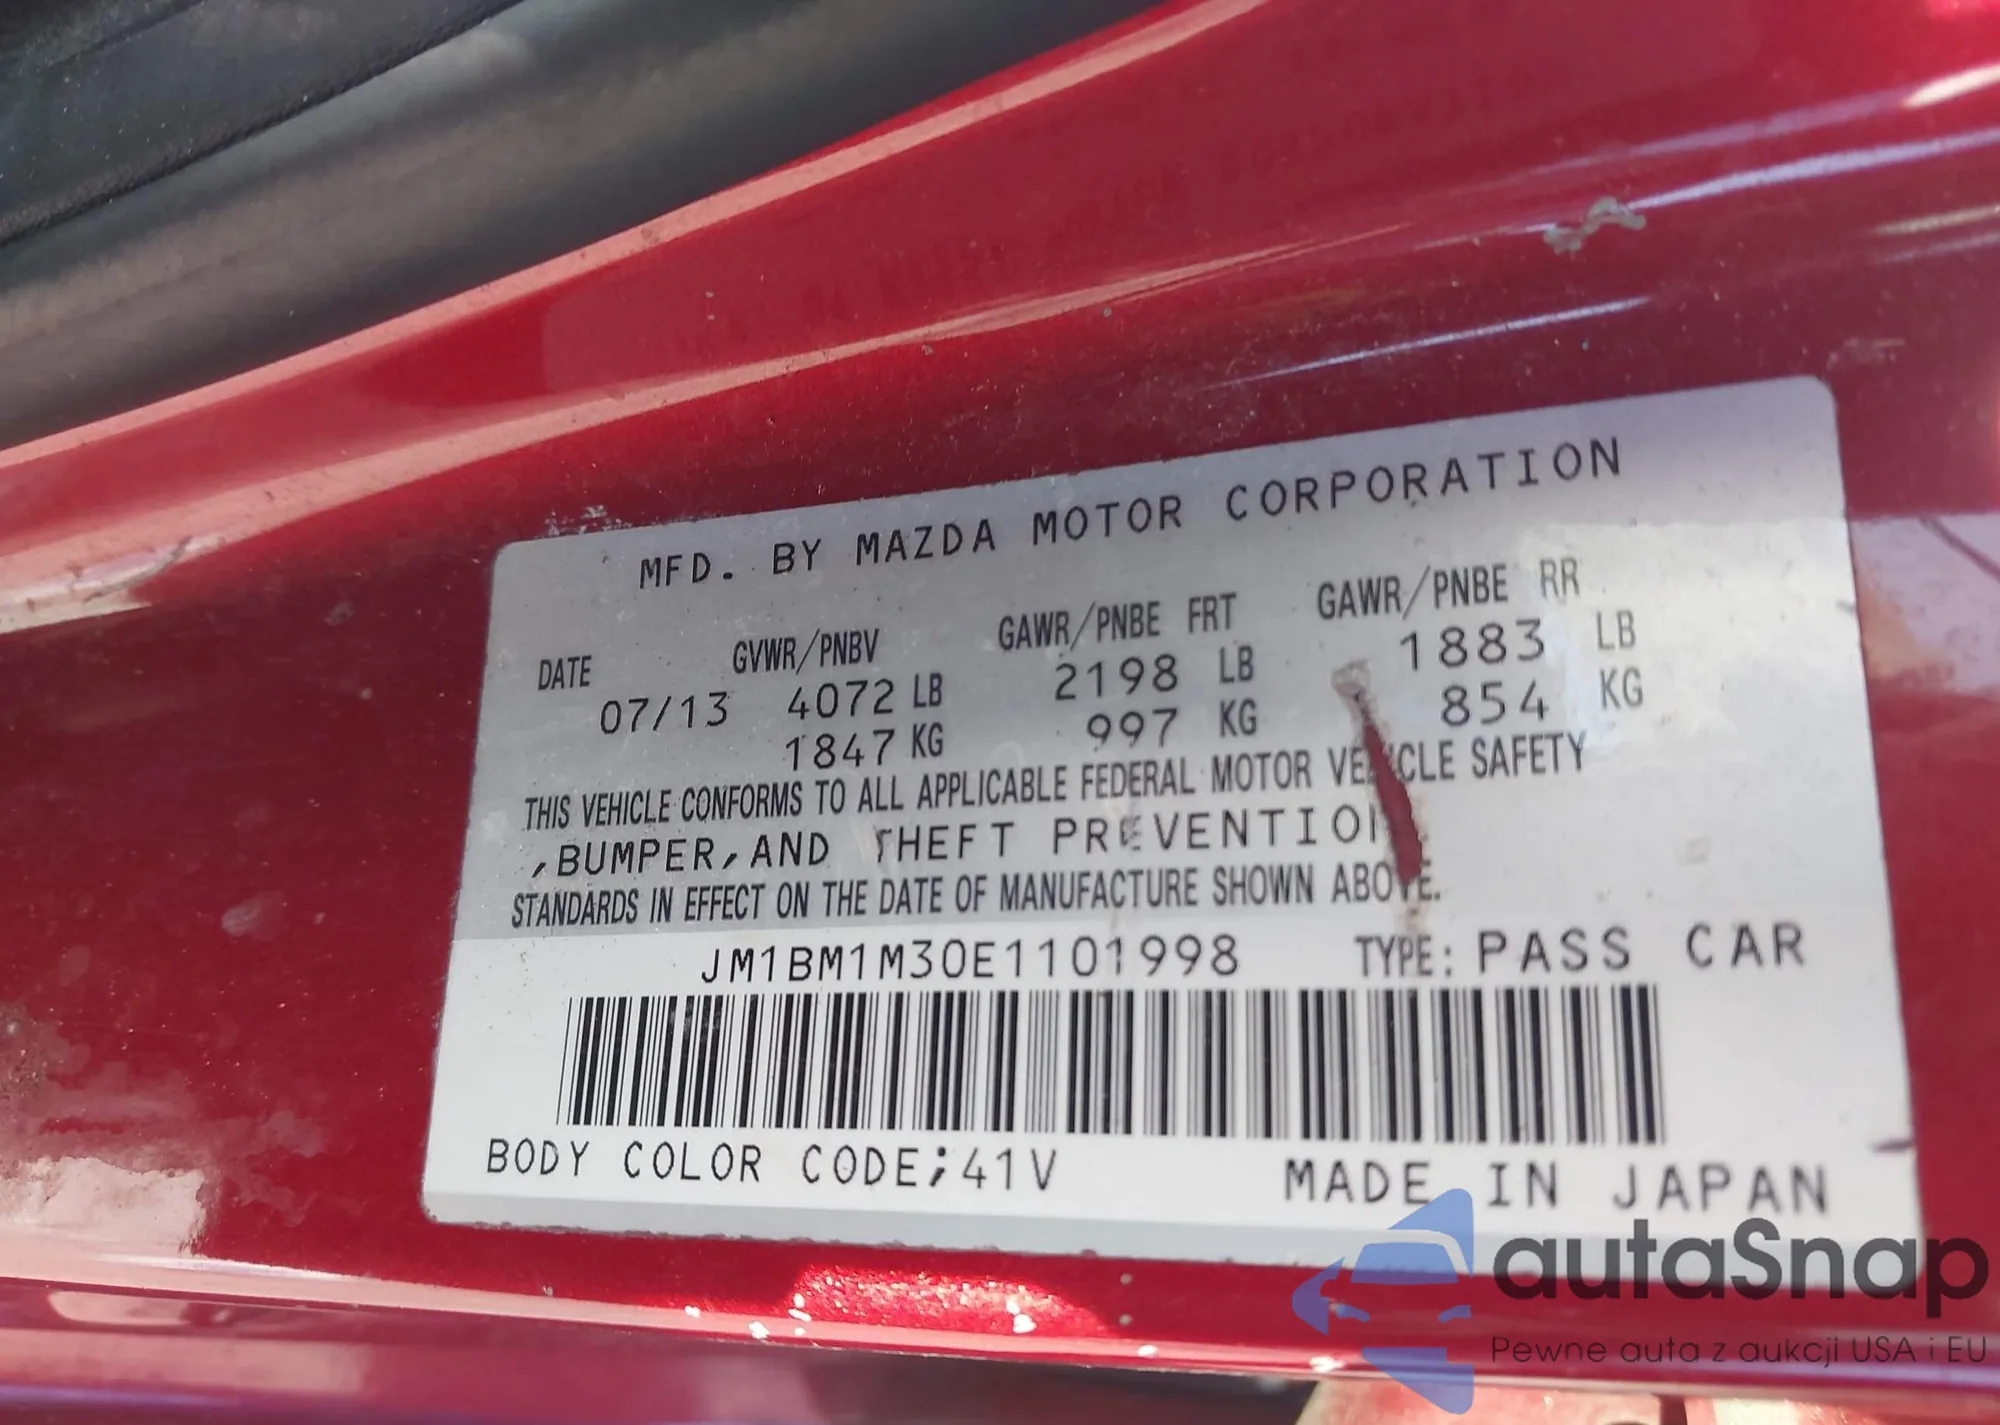 MFD. BY MAZDA MOTOR CORPORATION
DATE GVWR/PNBV GAWR/PNBE FRT GAWR/PNBE RR
07/13 4072 LB 2198 LB 1883 LB
1847 KG 997 KG 854 KG
THIS VEHICLE CONFORMS TO ALL APPLICABLE FEDERAL MOTOR VEHICLE SAFETY
,BUMPER,AND THEFT PREVENTION
STANDARDS IN EFFECT ON THE DATE OF MANUFACTURE SHOWN ABOVE.
JM1BM1M30E1101998 TYPE: PASS CAR
BODY COLOR CODE;41V MADE IN JAPAN
autaSnap
Pewne auta z aukcji USA i EU